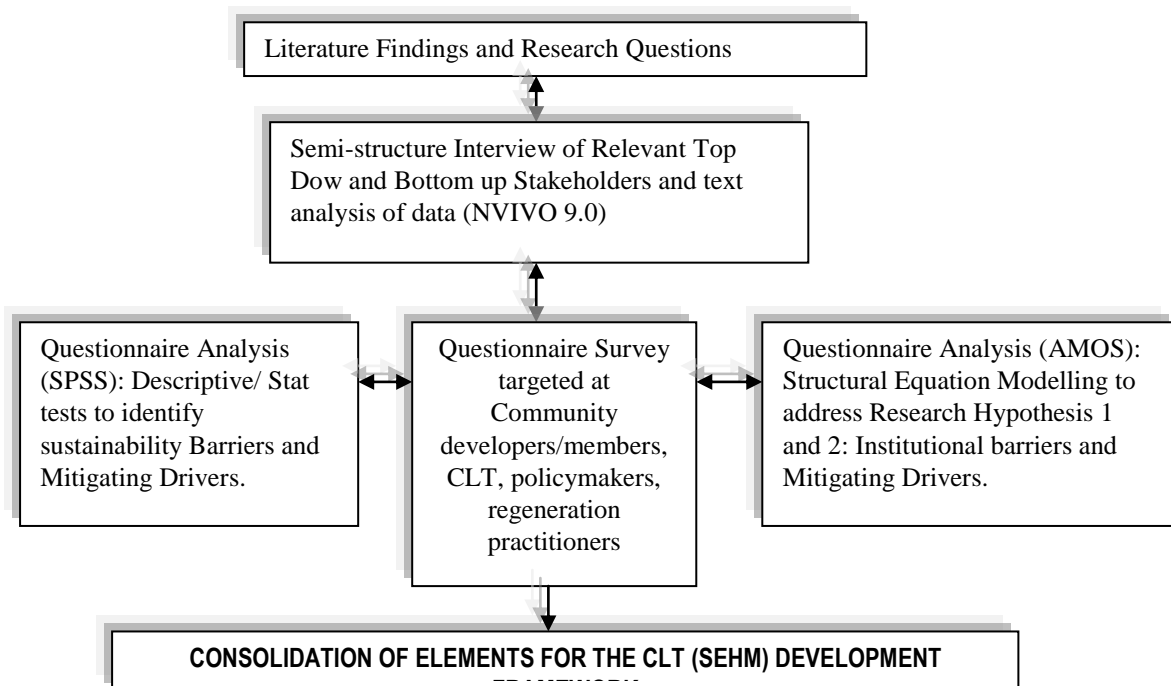 Literature Findings and Research Questions
Semi-structure Interview of Relevant Top
Dow and Bottom up Stakeholders and text
analysis of data (NVIVO 9.0)
Questionnaire Analysis
(SPSS): Descriptive/ Stat
tests to identify
sustainability Barriers and
Mitigating Drivers.
Questionnaire Survey
targeted at
Community
developers/members,
CLT, policymakers,
regeneration
practitioners
Questionnaire Analysis (AMOS):
Structural Equation Modelling to
address Research Hypothesis 1
and 2: Institutional barriers and
Mitigating Drivers.
CONSOLIDATION OF ELEMENTS FOR THE CLT (SEHM) DEVELOPMENT